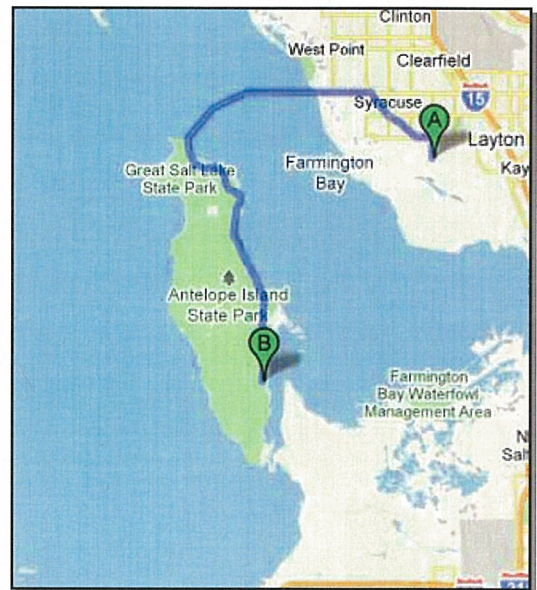 Clinton
West Point
Clearfield
15
Syracuse
A
Layton
Great Salt Lake
State Park
Farmington
Bay
Kay
Antelope Island
State Park
B
Farmington
Bay Waterfowl
Management Area
N
Salt